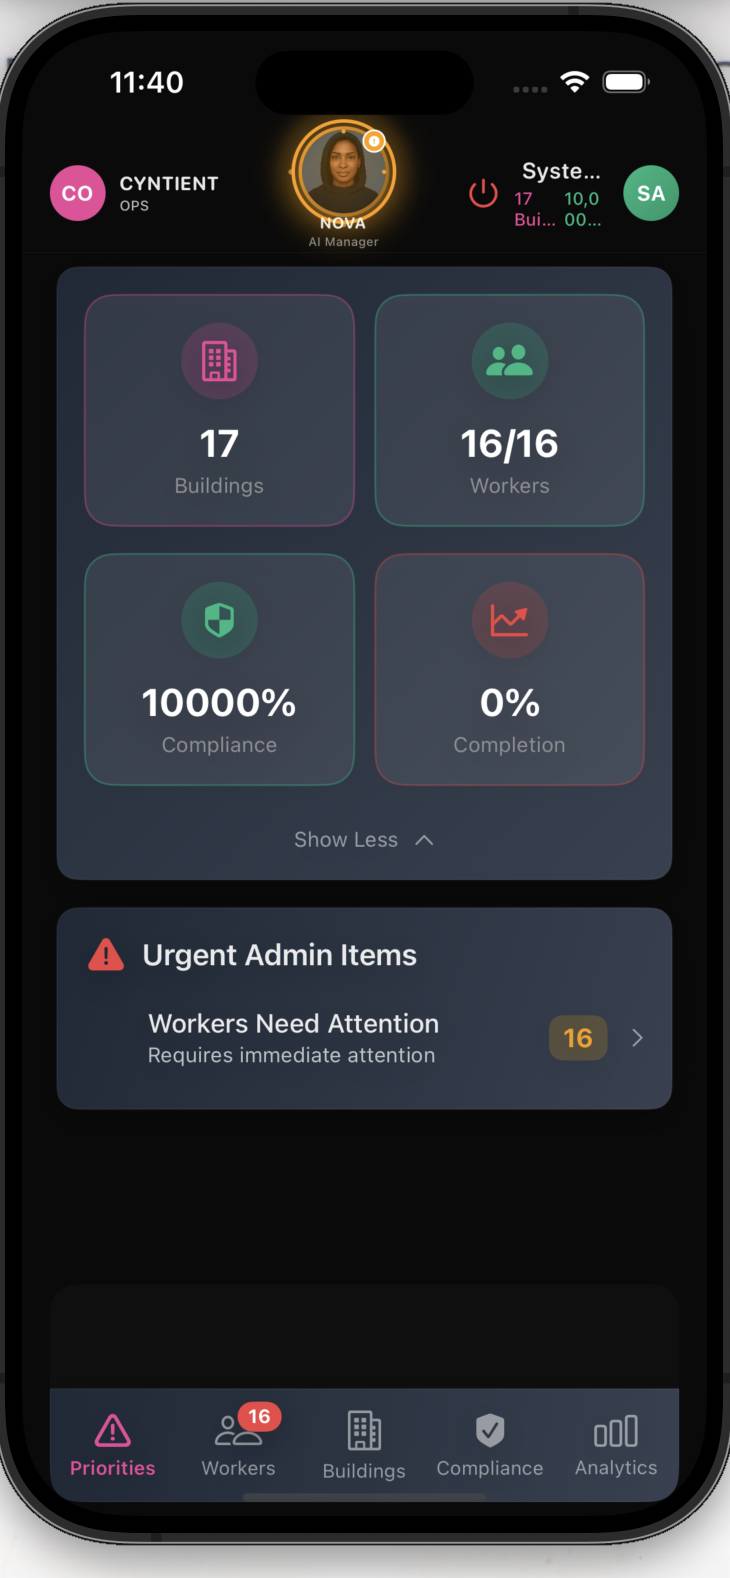 11:40
CO
CYNTIENT
OPS
NOVA
AI Manager
Syste...
17 10,0
Bui... 00...
SA
17
Buildings
16/16
Workers
10000%
Compliance
0%
Completion
Show Less
Urgent Admin Items
Workers Need Attention
Requires immediate attention
16
16
Priorities
Workers
Buildings
Compliance
Analytics